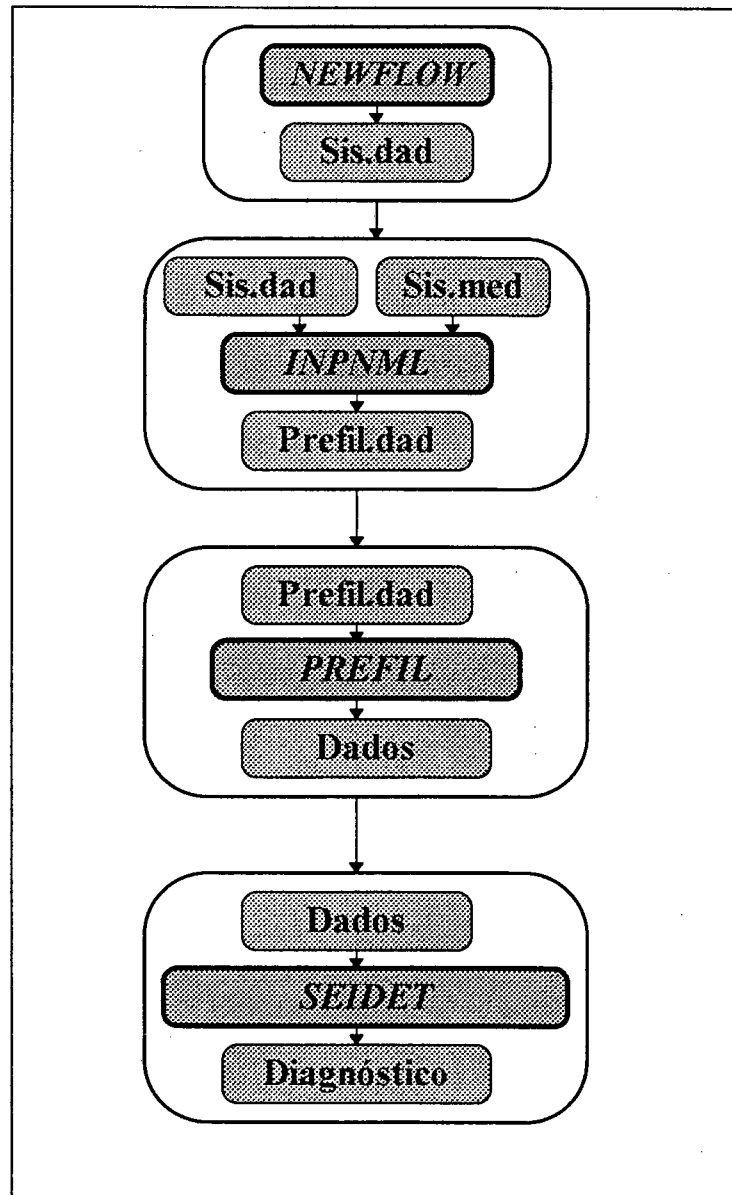 NEWFLOW
Sis.dad
Sis.dad
Sis.med
INPNML
Prefil.dad
Prefil.dad
PREFIL
Dados
Dados
SEIDET
Diagnóstico